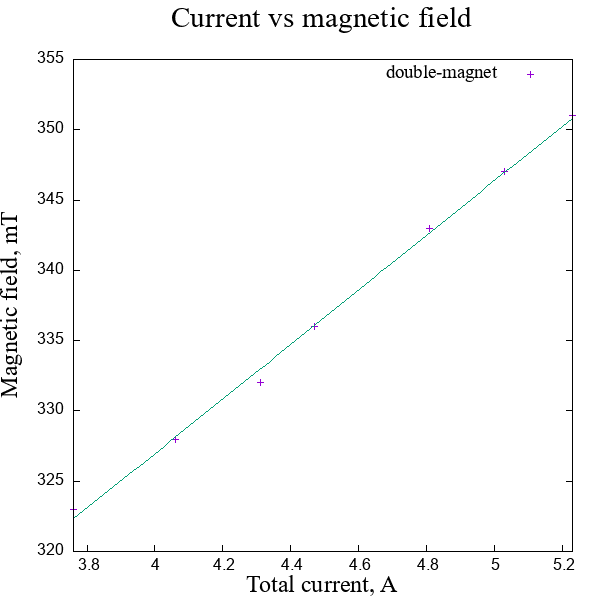 Current vs magnetic field
355
double-magnet
350
345
340
335
330
325
320
Magnetic field, mT
3.8 4 4.2 4.4 4.6 4.8 5 5.2
Total current, A